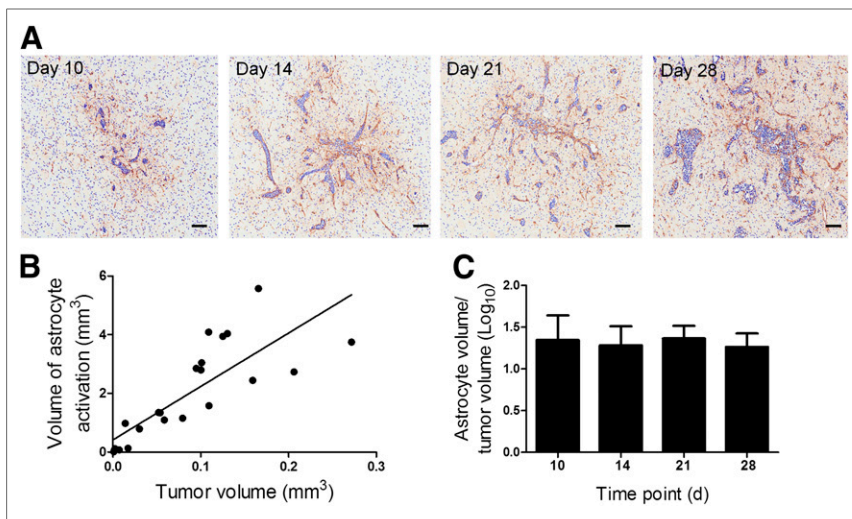 A
Day 10
Day 14
Day 21
Day 28
B
Volume of astrocyte
activation (mm³)
6
4
2
0
0.0
0.1
0.2
0.3
Tumor volume (mm³)
C
Astrocyte volume/
tumor volume (Log₁₀)
2.0
1.5
1.0
0.5
0.0
10
14
21
28
Time point (d)